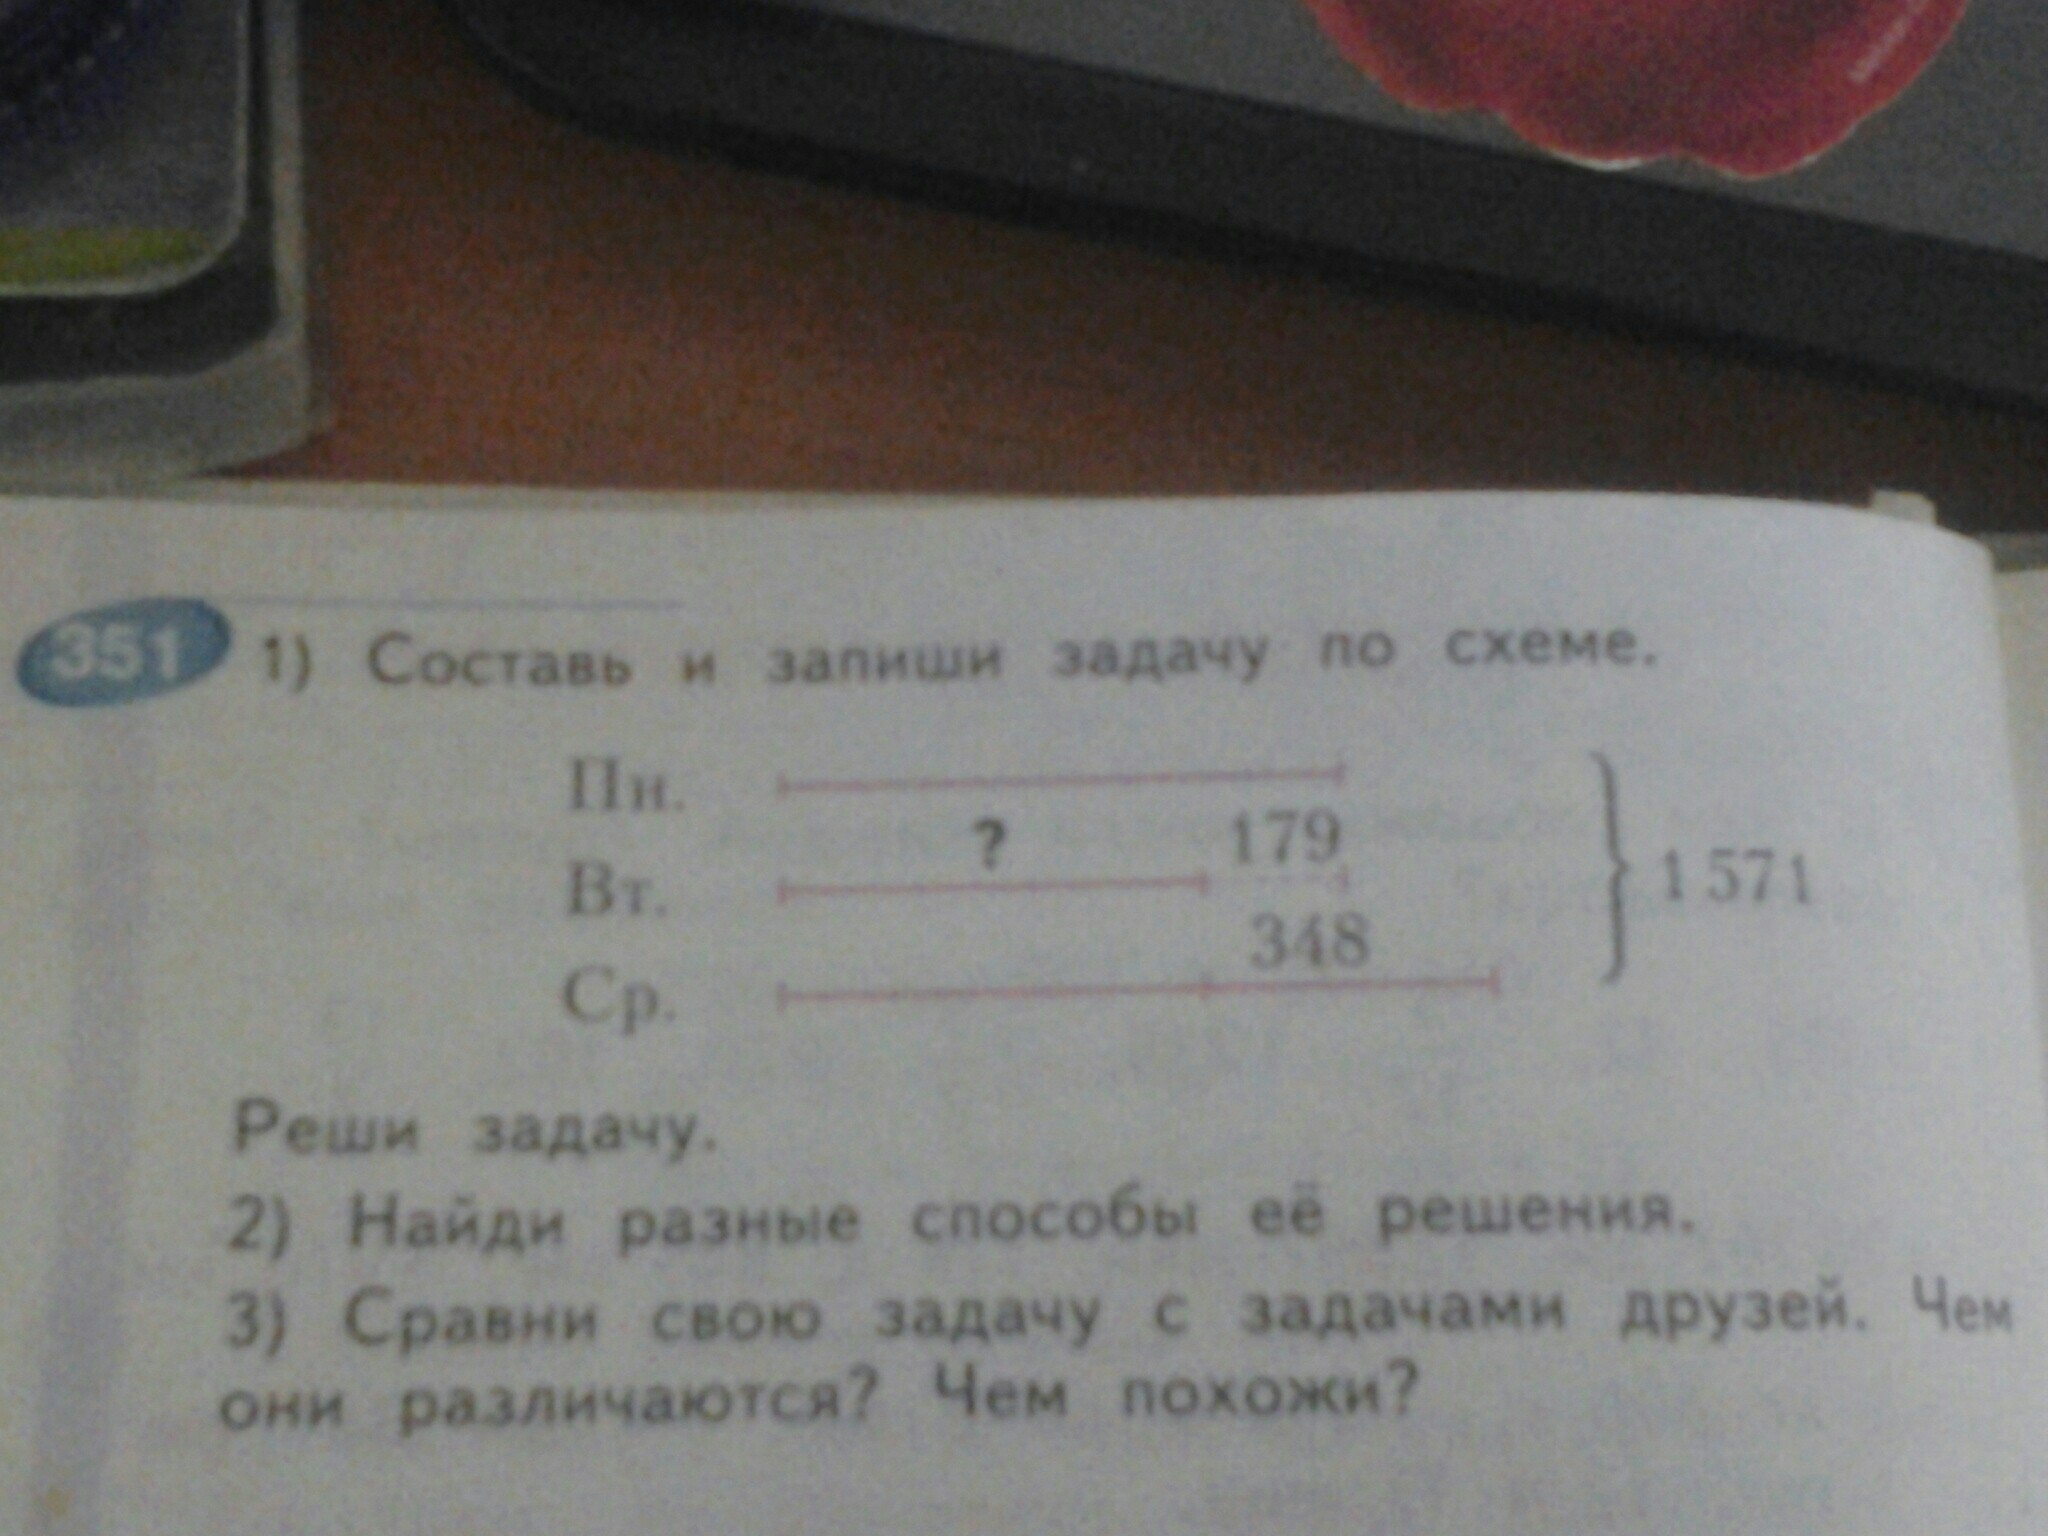 351 1) Составь и запиши задачу по схеме.
Пн.
? 179
Вт. 1 571
348
Ср.
Реши задачу.
2) Найди разные способы её решения.
3) Сравни свою задачу с задачами друзей. Чем
они различаются? Чем похожи?